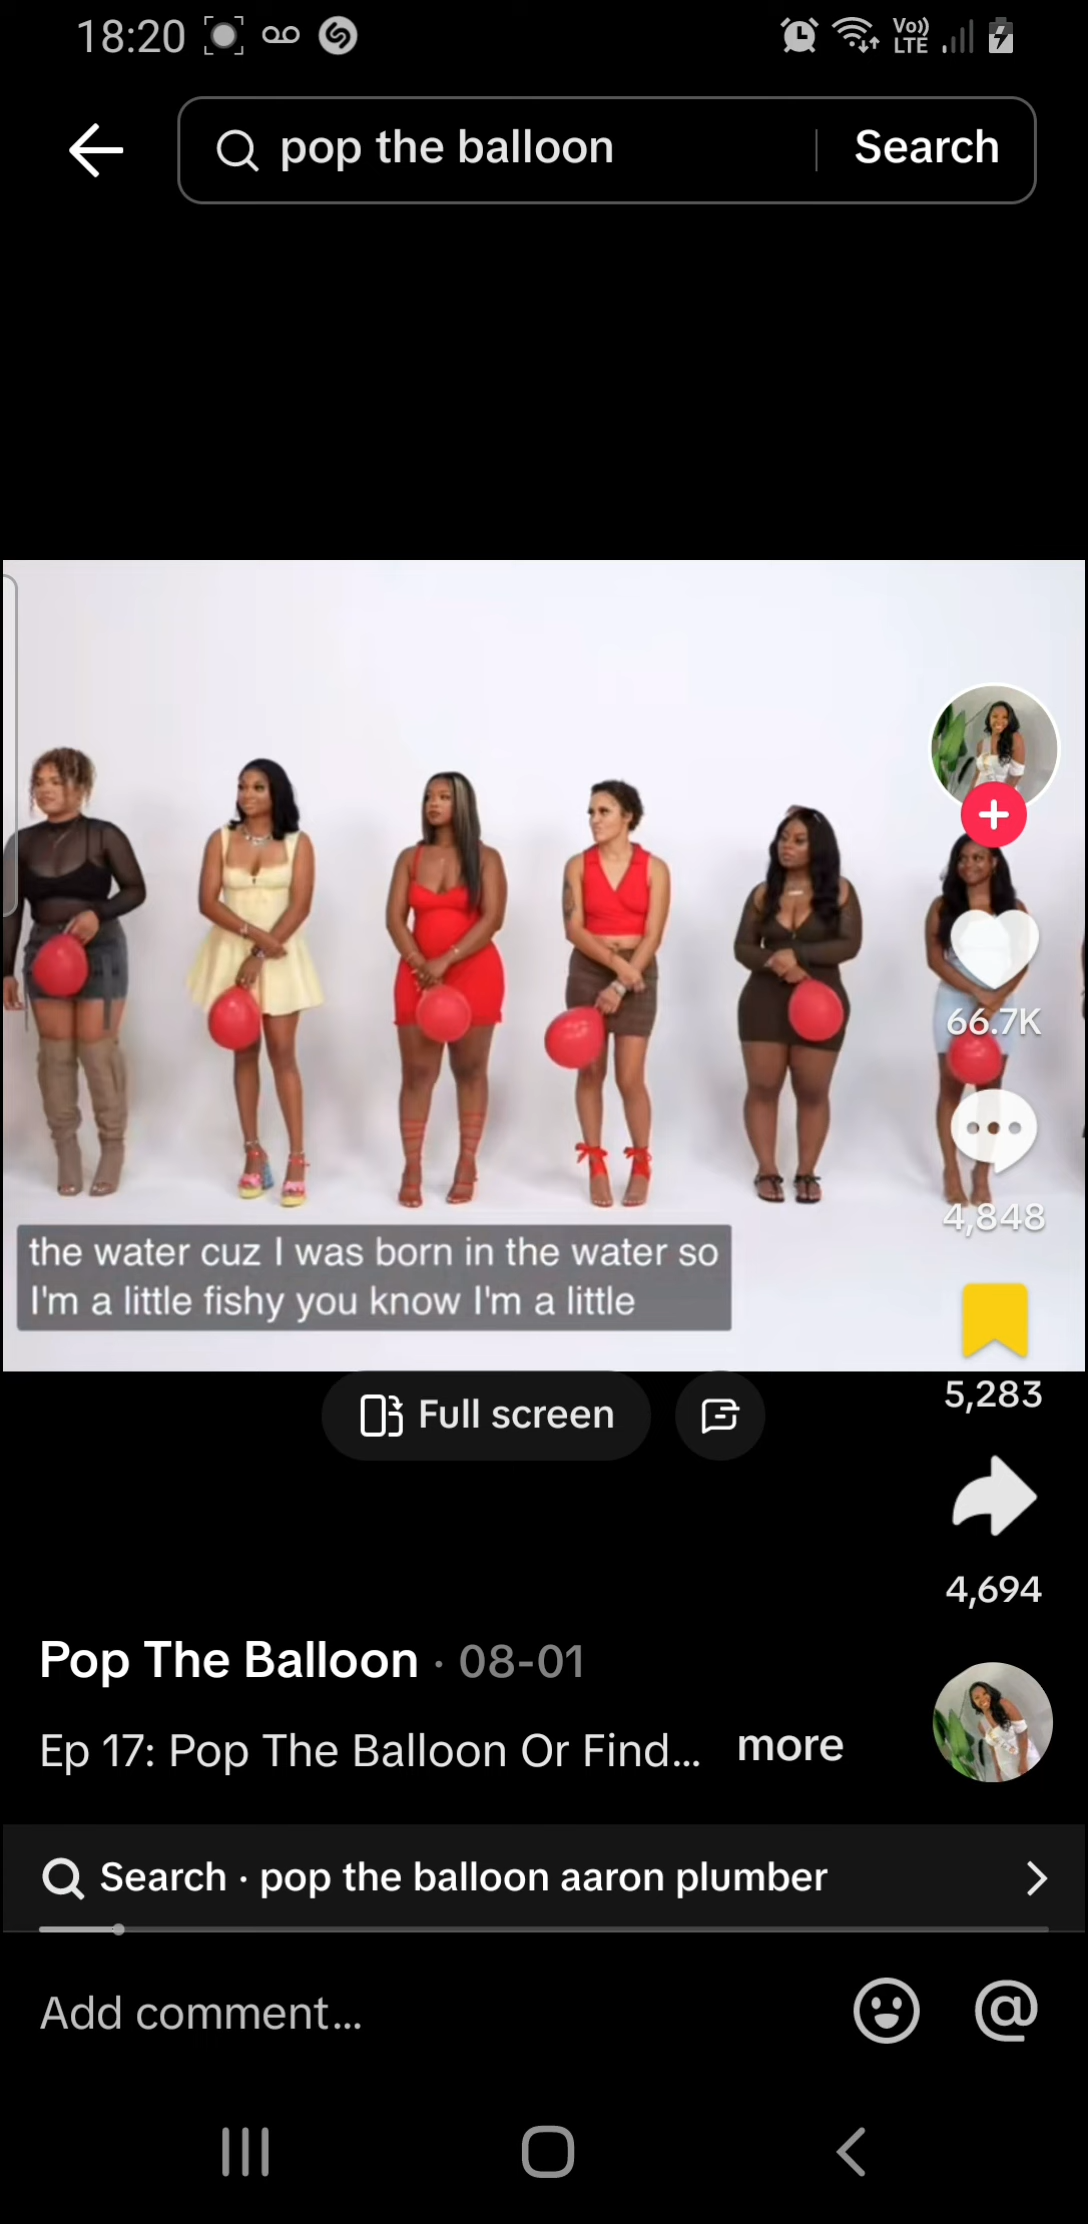 18:20
Vo)) LTE
pop the balloon
Search
66.7K
4,848
the water cuz I was born in the water so
I'm a little fishy you know I'm a little
5,283
Full screen
4,694
Pop The Balloon · 08-01
Ep 17: Pop The Balloon Or Find... more
Search · pop the balloon aaron plumber
Add comment...